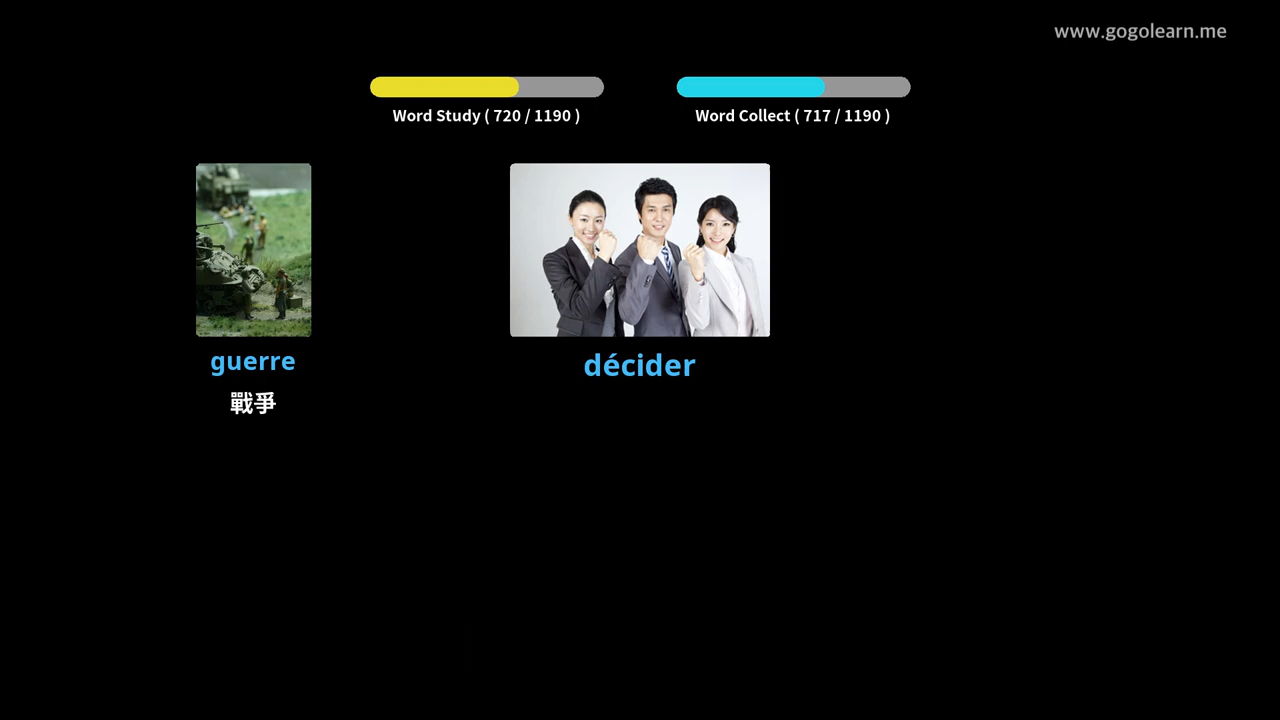 www.gogolearn.me
Word Study ( 720 / 1190 )
Word Collect ( 717 / 1190 )
guerre
戰爭
décider